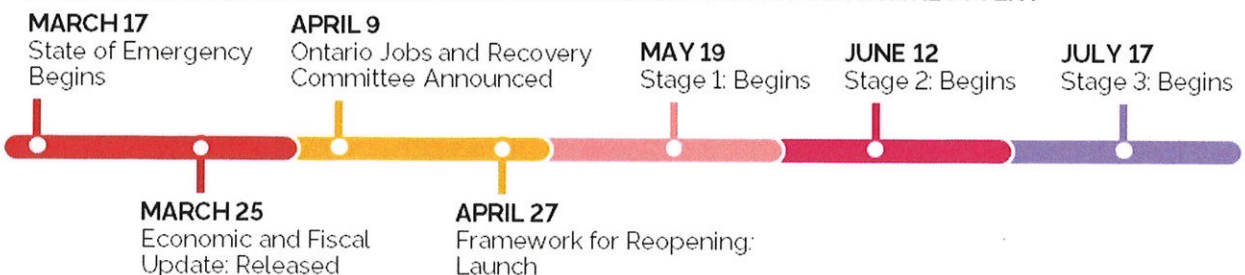 MARCH 17
State of Emergency
Begins
APRIL 9
Ontario Jobs and Recovery
Committee Announced
MAY 19
Stage 1: Begins
JUNE 12
Stage 2: Begins
JULY 17
Stage 3: Begins
MARCH 25
Economic and Fiscal
Update: Released
APRIL 27
Framework for Reopening:
Launch